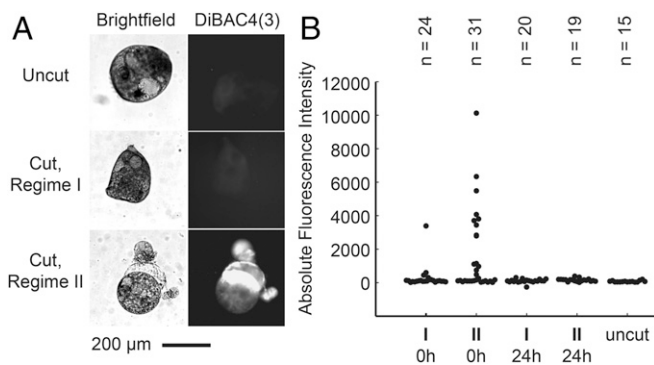 A
Brightfield
DiBAC4(3)
Uncut
Cut,
Regime I
Cut,
Regime II
200 µm
B
n = 24
n = 31
n = 20
n = 19
n = 15
Absolute Fluorescence Intensity
12000
10000
8000
6000
4000
2000
0
I II I II uncut
0h 0h 24h 24h